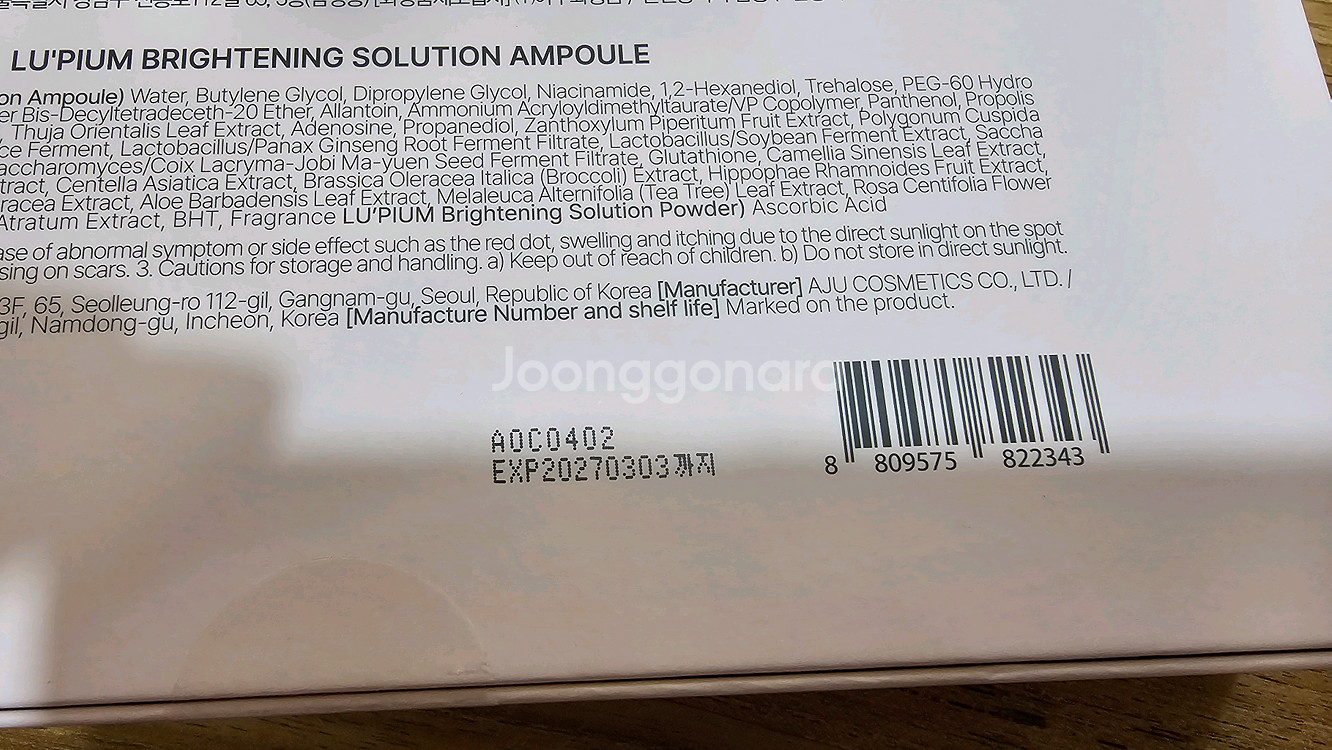 LU'PIUM BRIGHTENING SOLUTION AMPOULE
on Ampoule) Water, Butylene Glycol, Dipropylene Glycol, Niacinamide, 1,2-Hexanediol, Trehalose, PEG-60 Hydro
er Bis-Decyltetradeceth-20 Ether, Allantoin, Ammonium Acryloyldimethyltaurate/VP Copolymer, Panthenol, Propolis
, Thuja Orientalis Leaf Extract, Adenosine, Propanediol, Zanthoxylum Piperitum Fruit Extract, Polygonum Cuspida
ce Ferment, Lactobacillus/Panax Ginseng Root Ferment Filtrate, Lactobacillus/Soybean Ferment Extract, Saccha
accharomyces/Coix Lacryma-Jobi Ma-yuen Seed Ferment Filtrate, Glutathione, Camellia Sinensis Leaf Extract,
tract, Centella Asiatica Extract, Brassica Oleracea Italica (Broccoli) Extract, Hippophae Rhamnoides Fruit Extract,
racea Extract, Aloe Barbadensis Leaf Extract, Melaleuca Alternifolia (Tea Tree) Leaf Extract, Rosa Centifolia Flower
Atratum Extract, BHT, Fragrance LU'PIUM Brightening Solution Powder) Ascorbic Acid
ase of abnormal symptom or side effect such as the red dot, swelling and itching due to the direct sunlight on the spot
sing on scars. 3. Cautions for storage and handling. a) Keep out of reach of children. b) Do not store in direct sunlight.
3F, 65, Seolleung-ro 112-gil, Gangnam-gu, Seoul, Republic of Korea [Manufacturer] AJU COSMETICS CO., LTD. /
gil, Namdong-gu, Incheon, Korea [Manufacture Number and shelf life] Marked on the product.
Joonggonara
A0C0402
EXP20270303까지
8 809575 822343